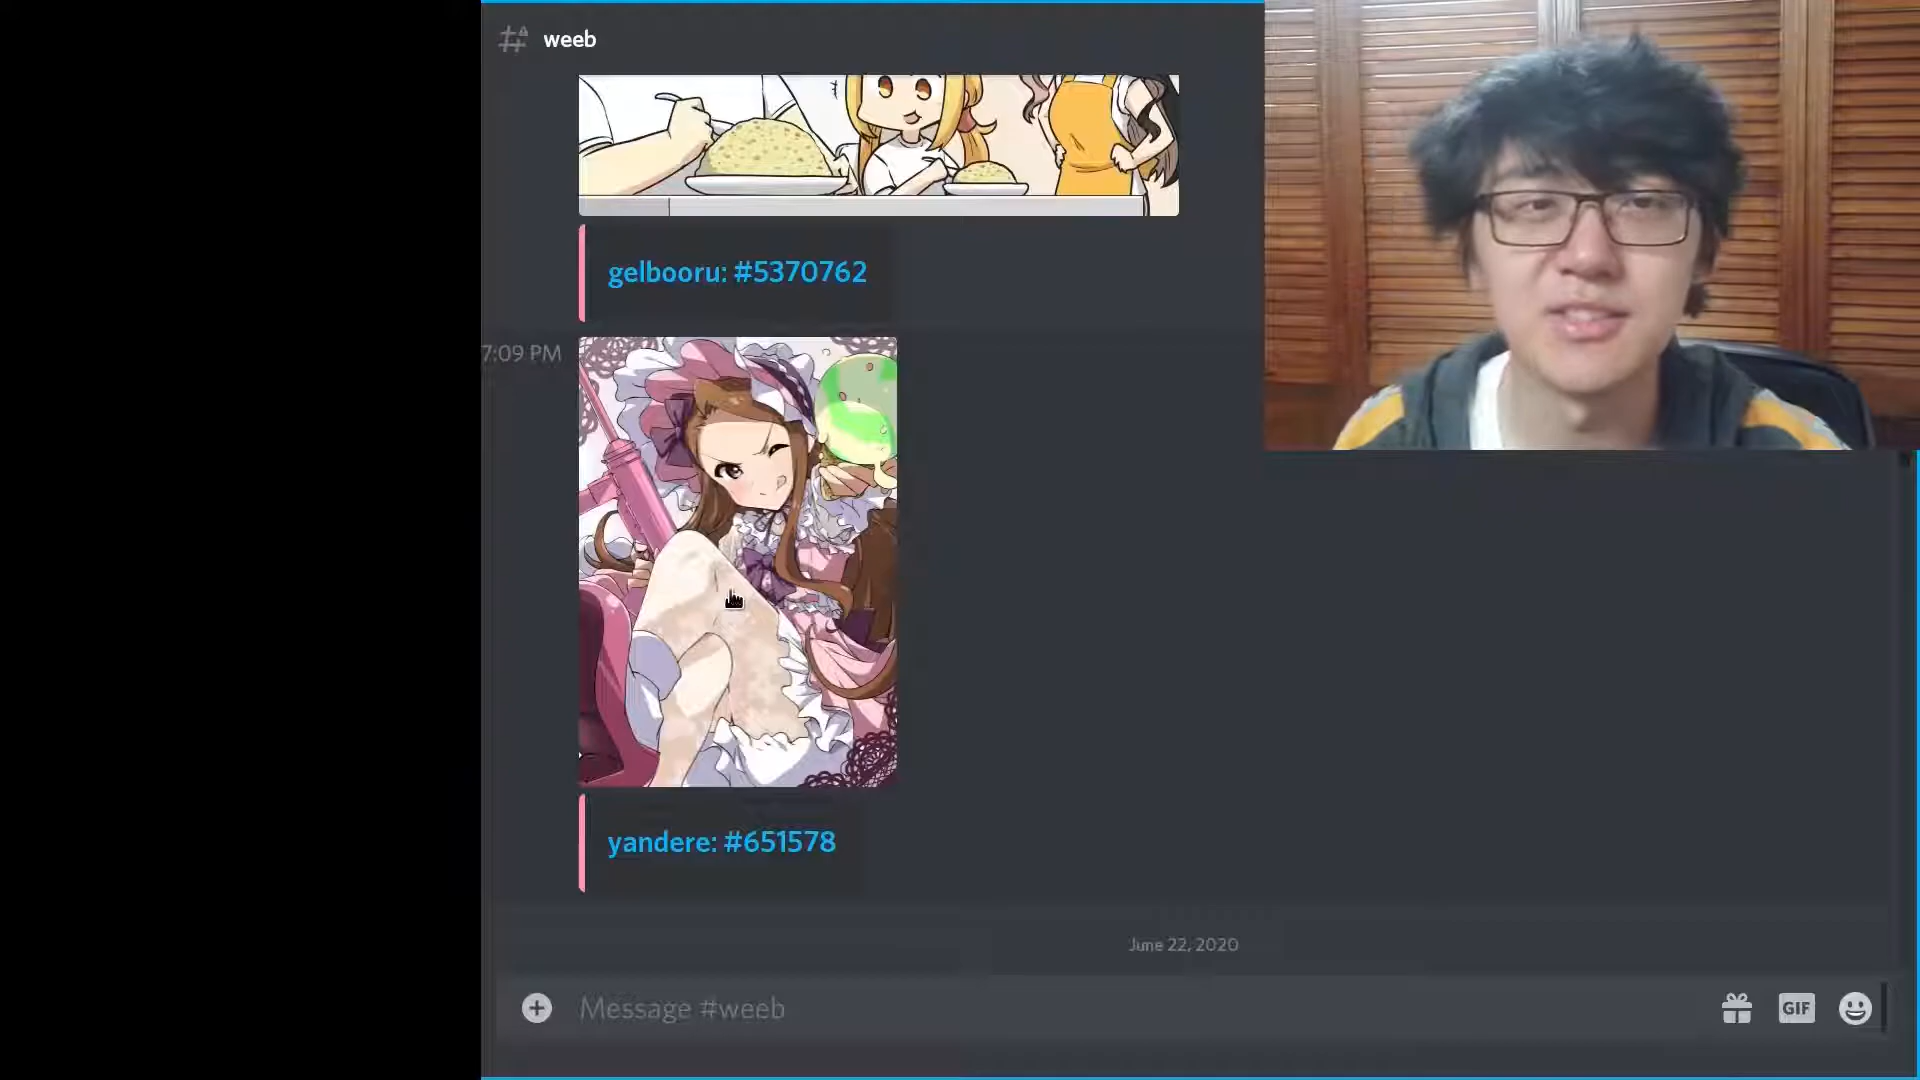 weeb
gelbooru: #5370762
7:09 PM
yandere: #651578
June 22, 2020
Message #weeb
GIF